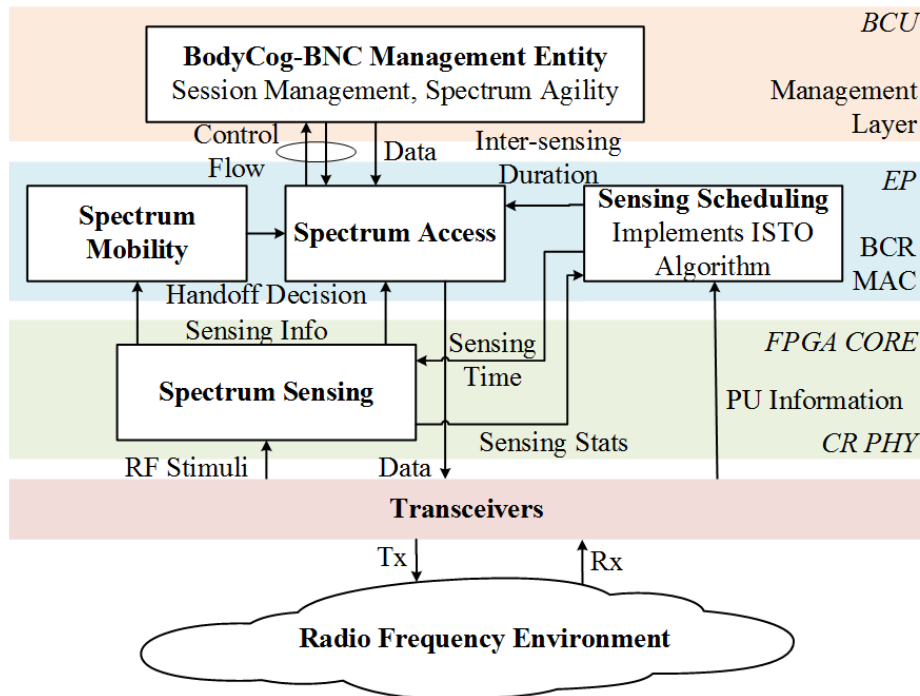 BCU
BodyCog-BNC Management Entity
Session Management, Spectrum Agility
Management
Layer
Control
Flow
Data
Inter-sensing
Duration
EP
Spectrum
Mobility
Spectrum Access
Sensing Scheduling
Implements ISTO
Algorithm
BCR
MAC
Handoff Decision
Sensing Info
Sensing
Time
FPGA CORE
Spectrum Sensing
PU Information
Sensing Stats
CR PHY
RF Stimuli
Data
Transceivers
Tx
Rx
Radio Frequency Environment